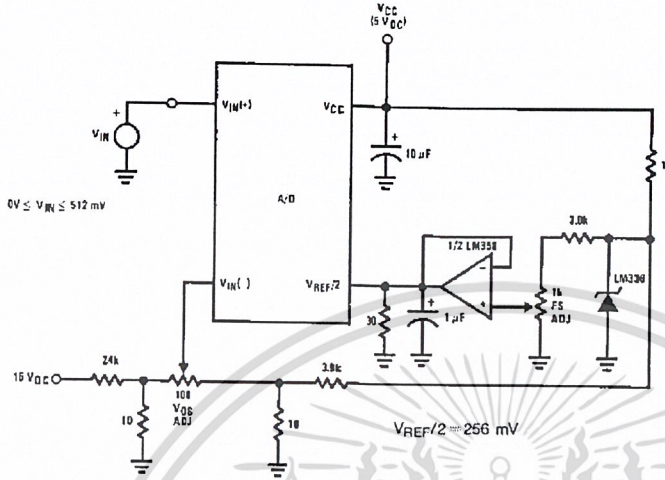 VCC
(5 VDC)
+
VIN
VIN(+)
VCC
+
10 µF
0V ≤ VIN ≤ 512 mV
A/D
1/2 LM358
3.0k
LM336
VIN(-)
VREF/2
30
+
1 µF
-
+
1k
FS
ADJ
24k
100
VOS
ADJ
3.9k
10
10
VREF/2 = 256 mV